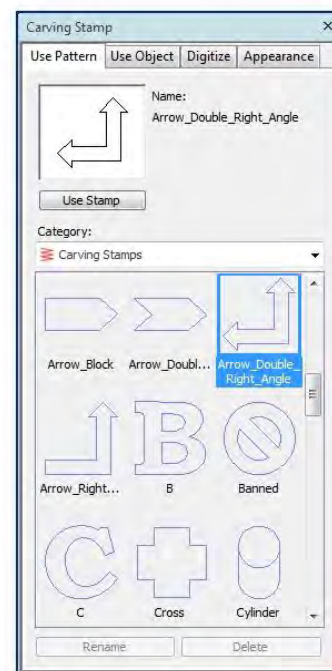 Carving Stamp
Use Pattern Use Object Digitize Appearance
Name:
Arrow_Double_Right_Angle
Use Stamp
Category:
Carving Stamps
Arrow_Block Arrow_Doubl... Arrow_Double_
Right_Angle
B
Arrow_Right... B Banned
C
C Cross Cylinder
Rename Delete